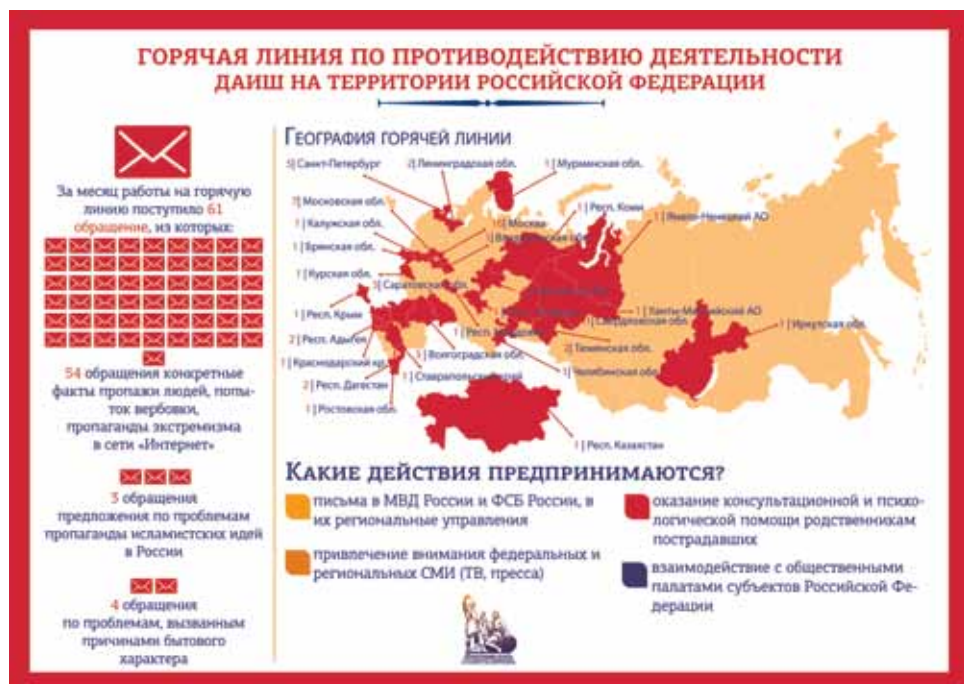 ГОРЯЧАЯ ЛИНИЯ ПО ПРОТИВОДЕЙСТВИЮ ДЕЯТЕЛЬНОСТИ
ДАИШ НА ТЕРРИТОРИИ РОССИЙСКОЙ ФЕДЕРАЦИИ
За месяц работы на горячую
линию поступило 61
обращение, из которых:
54 обращения конкретные
факты пропажи людей, попы-
ток вербовки,
пропаганды экстремизма
в сети «Интернет»
3 обращения
предложения по проблемам
пропаганды исламистских идей
в России
4 обращения
по проблемам, вызванным
причинами бытового
характера
ГЕОГРАФИЯ ГОРЯЧЕЙ ЛИНИИ
5| Санкт-Петербург
2| Ленинградская обл.
1 | Мурманская обл.
7| Московская обл.
1 | Респ. Коми
1 | Ямало-Ненецкий АО
1 | Калужская обл.
Москва
1 | Брянская обл.
1 | Курская обл.
3| Саратовская обл.
1 | Респ. Крым
1 | Ханты-Мансийский АО
1 | Свердловская обл.
1 | Иркутская обл.
2 | Респ. Адыгея
1 | Респ.
2| Тюменская обл.
1 | Краснодарский кр.
Волгоградская обл.
1| Челябинская обл.
2 | Респ. Дагестан
1 | Ставропольский край
1 | Ростовская обл.
1 | Респ. Казахстан
КАКИЕ ДЕЙСТВИЯ ПРЕДПРИНИМАЮТСЯ?
письма в МВД России и ФСБ России, в
их региональные управления
привлечение внимания федеральных и
региональных СМИ (ТВ, пресса)
оказание консультационной и психо-
логической помощи родственникам
пострадавших
взаимодействие с общественными
палатами субъектов Российской Фе-
дерации